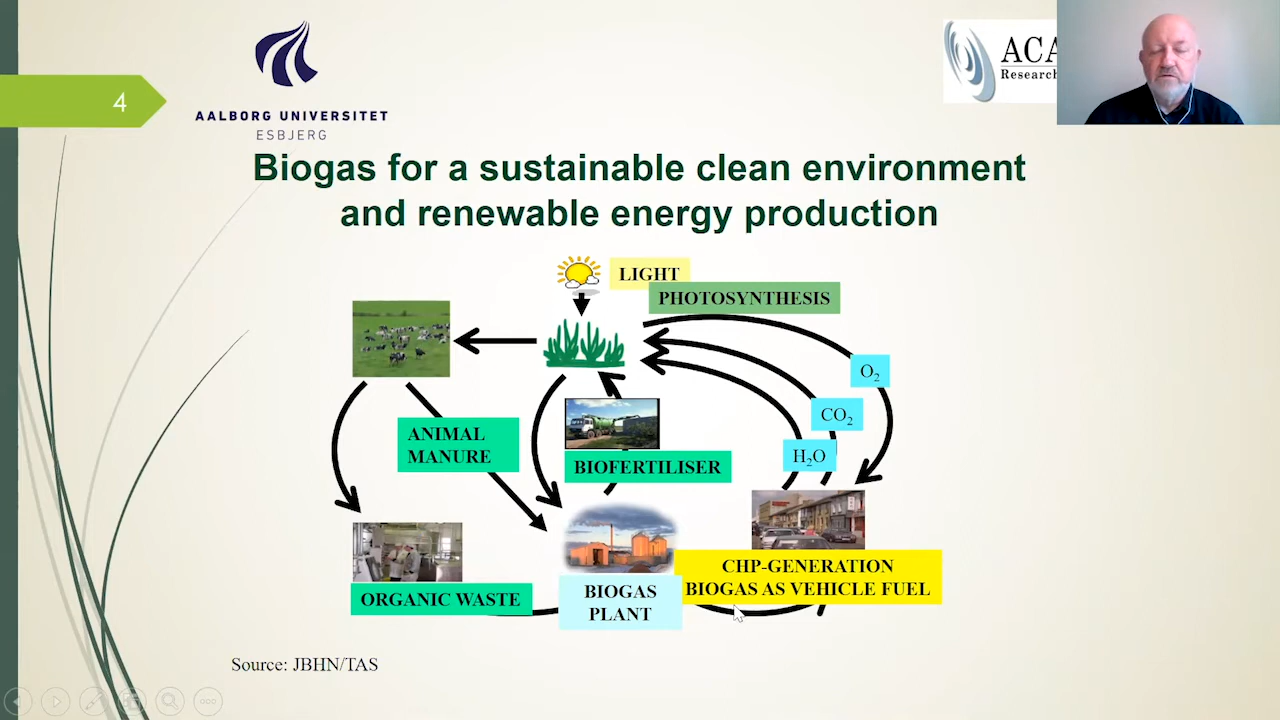 4
AALBORG UNIVERSITET
ESBJERG
ACA
Research
Biogas for a sustainable clean environment
and renewable energy production
LIGHT
PHOTOSYNTHESIS
O₂
CO₂
H₂O
ANIMAL
MANURE
BIOFERTILISER
ORGANIC WASTE
BIOGAS
PLANT
CHP-GENERATION
BIOGAS AS VEHICLE FUEL
Source: JBHN/TAS